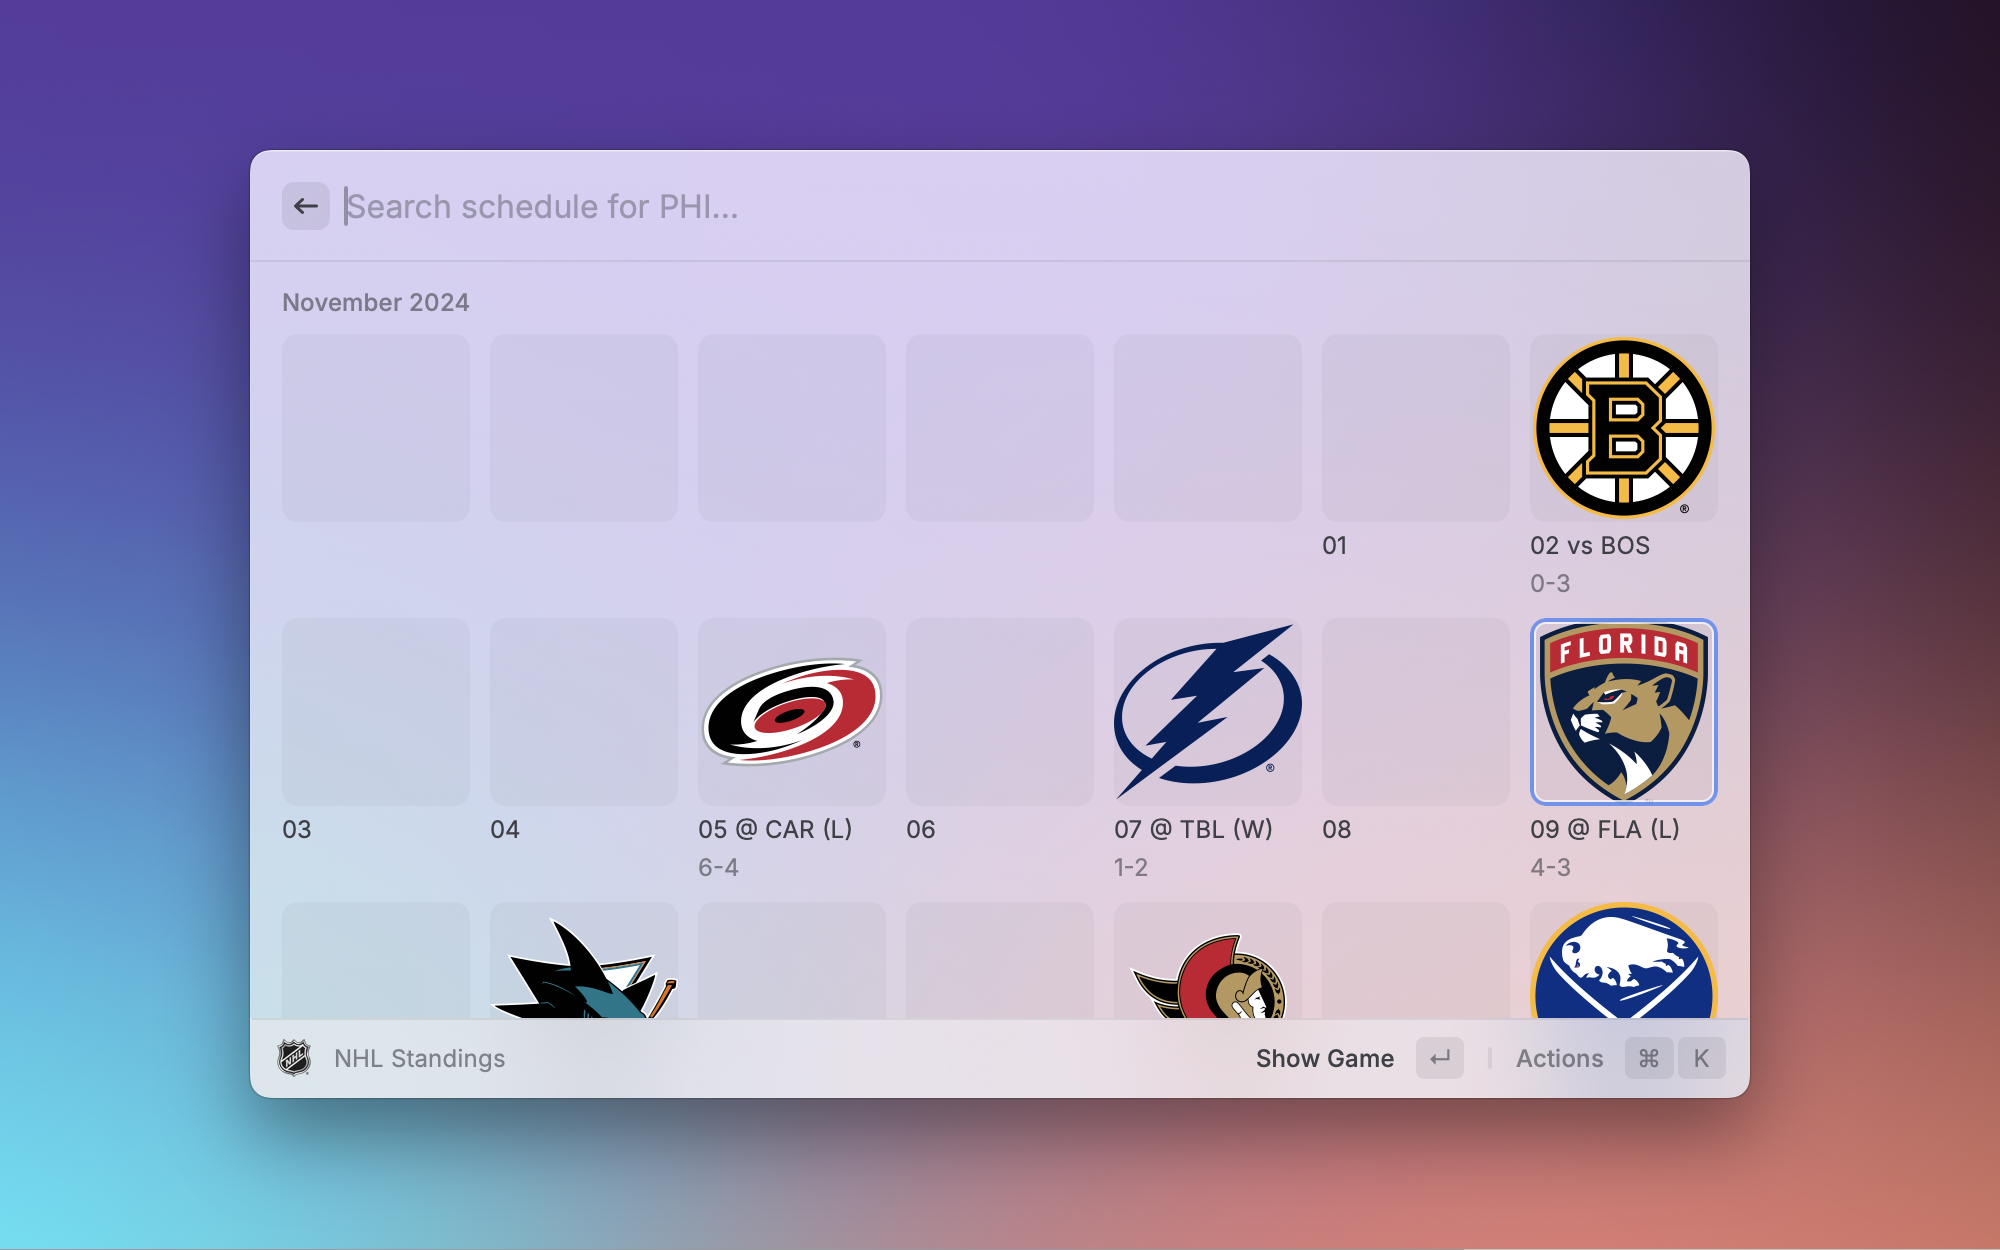 Search schedule for PHI...
November 2024
B
®
01
02 vs BOS
0-3
FLORIDA
®
®
03
04
05 @ CAR (L)
06
07 @ TBL (W)
08
09 @ FLA (L)
6-4
1-2
4-3
NHL
NHL Standings
Show Game
Actions
⌘
K